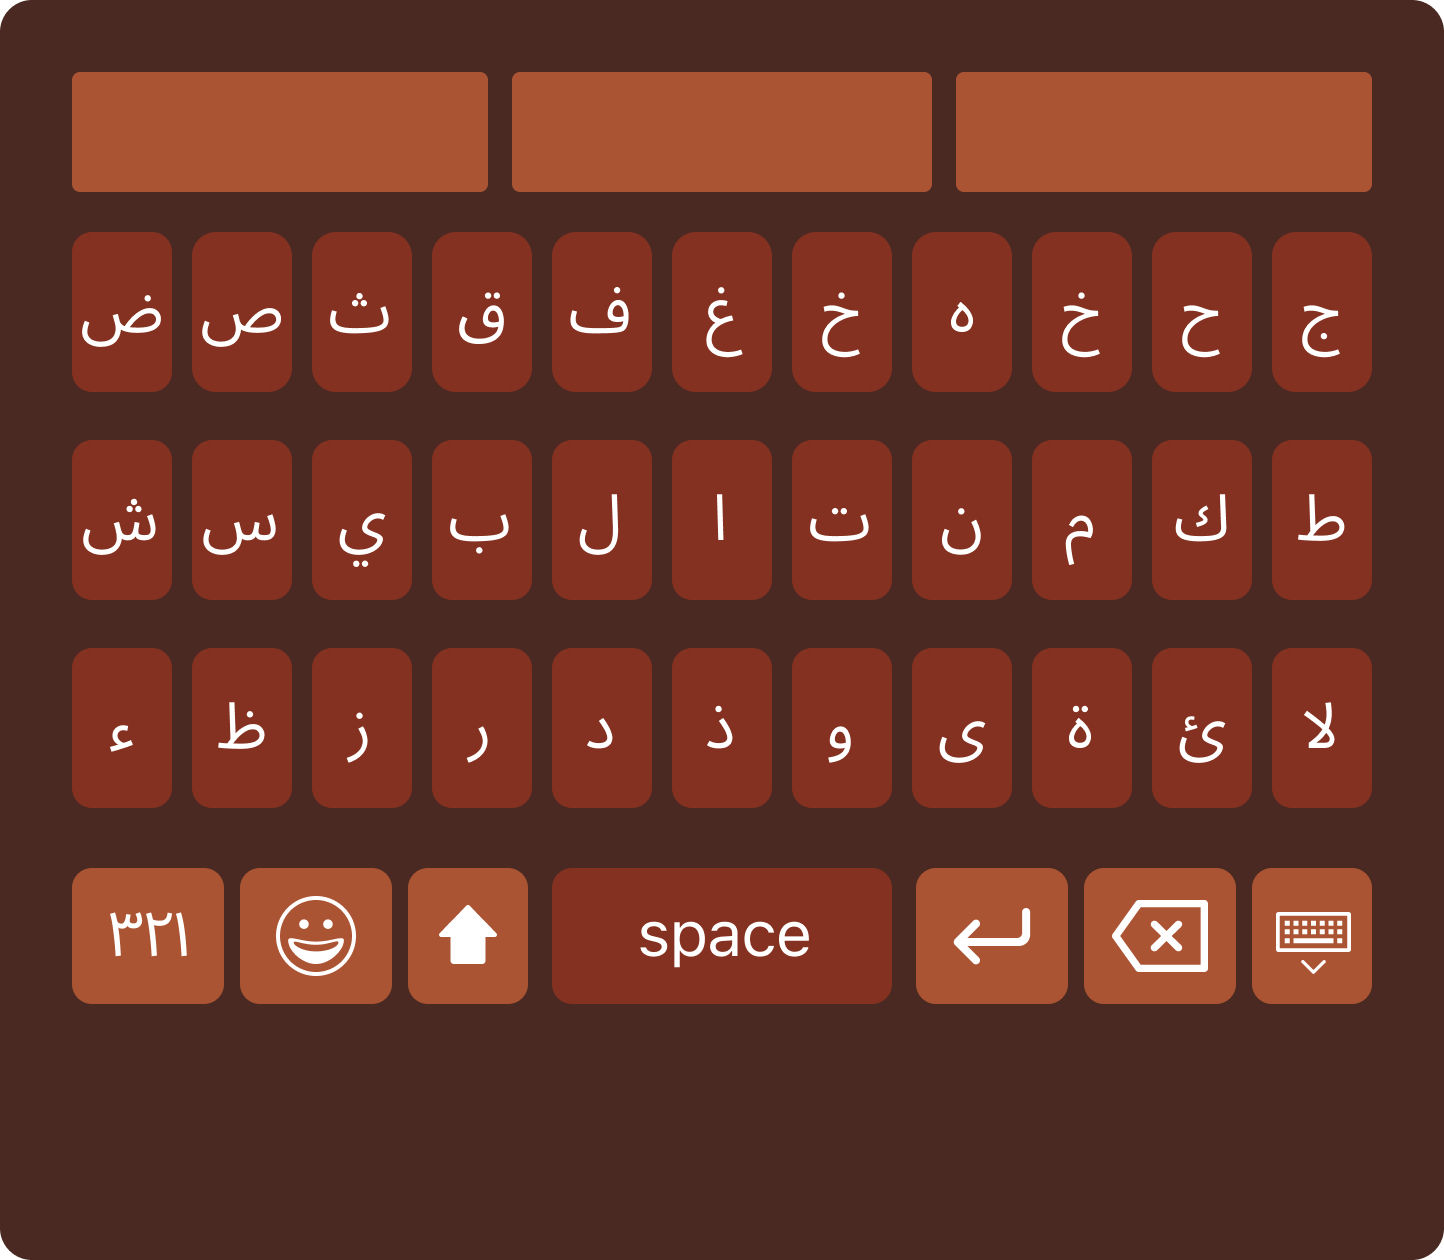 ج ح خ ه خ غ ف ق ث ص ض
ط ك م ن ت ا ل ب ي س ش
لا ئ ة ى و ذ د ر ز ظ ء
٣٢١ space